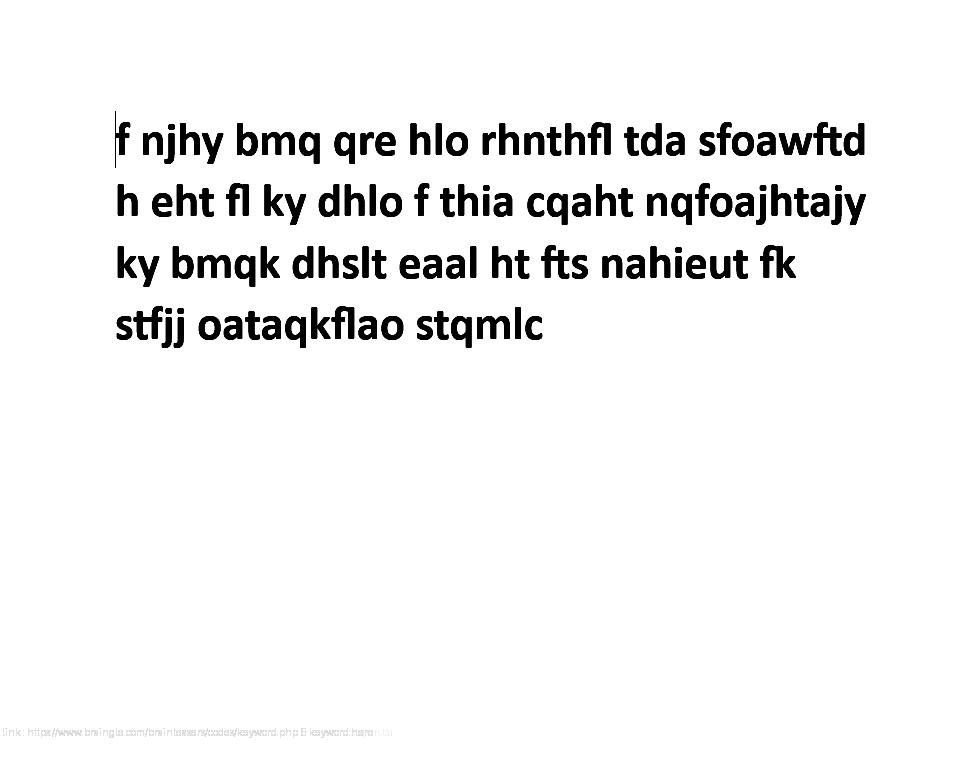 f njhy bmq qre hlo rhnthfl tda sfoawftd
h eht fl ky dhlo f thia cqaht nqfoajhtajy
ky bmqk dhslt eaal ht fts nahieut fk
stfjj oataqkflao stqmlc
link: https://www.braingle.com/brainteasers/codes/keyword.php